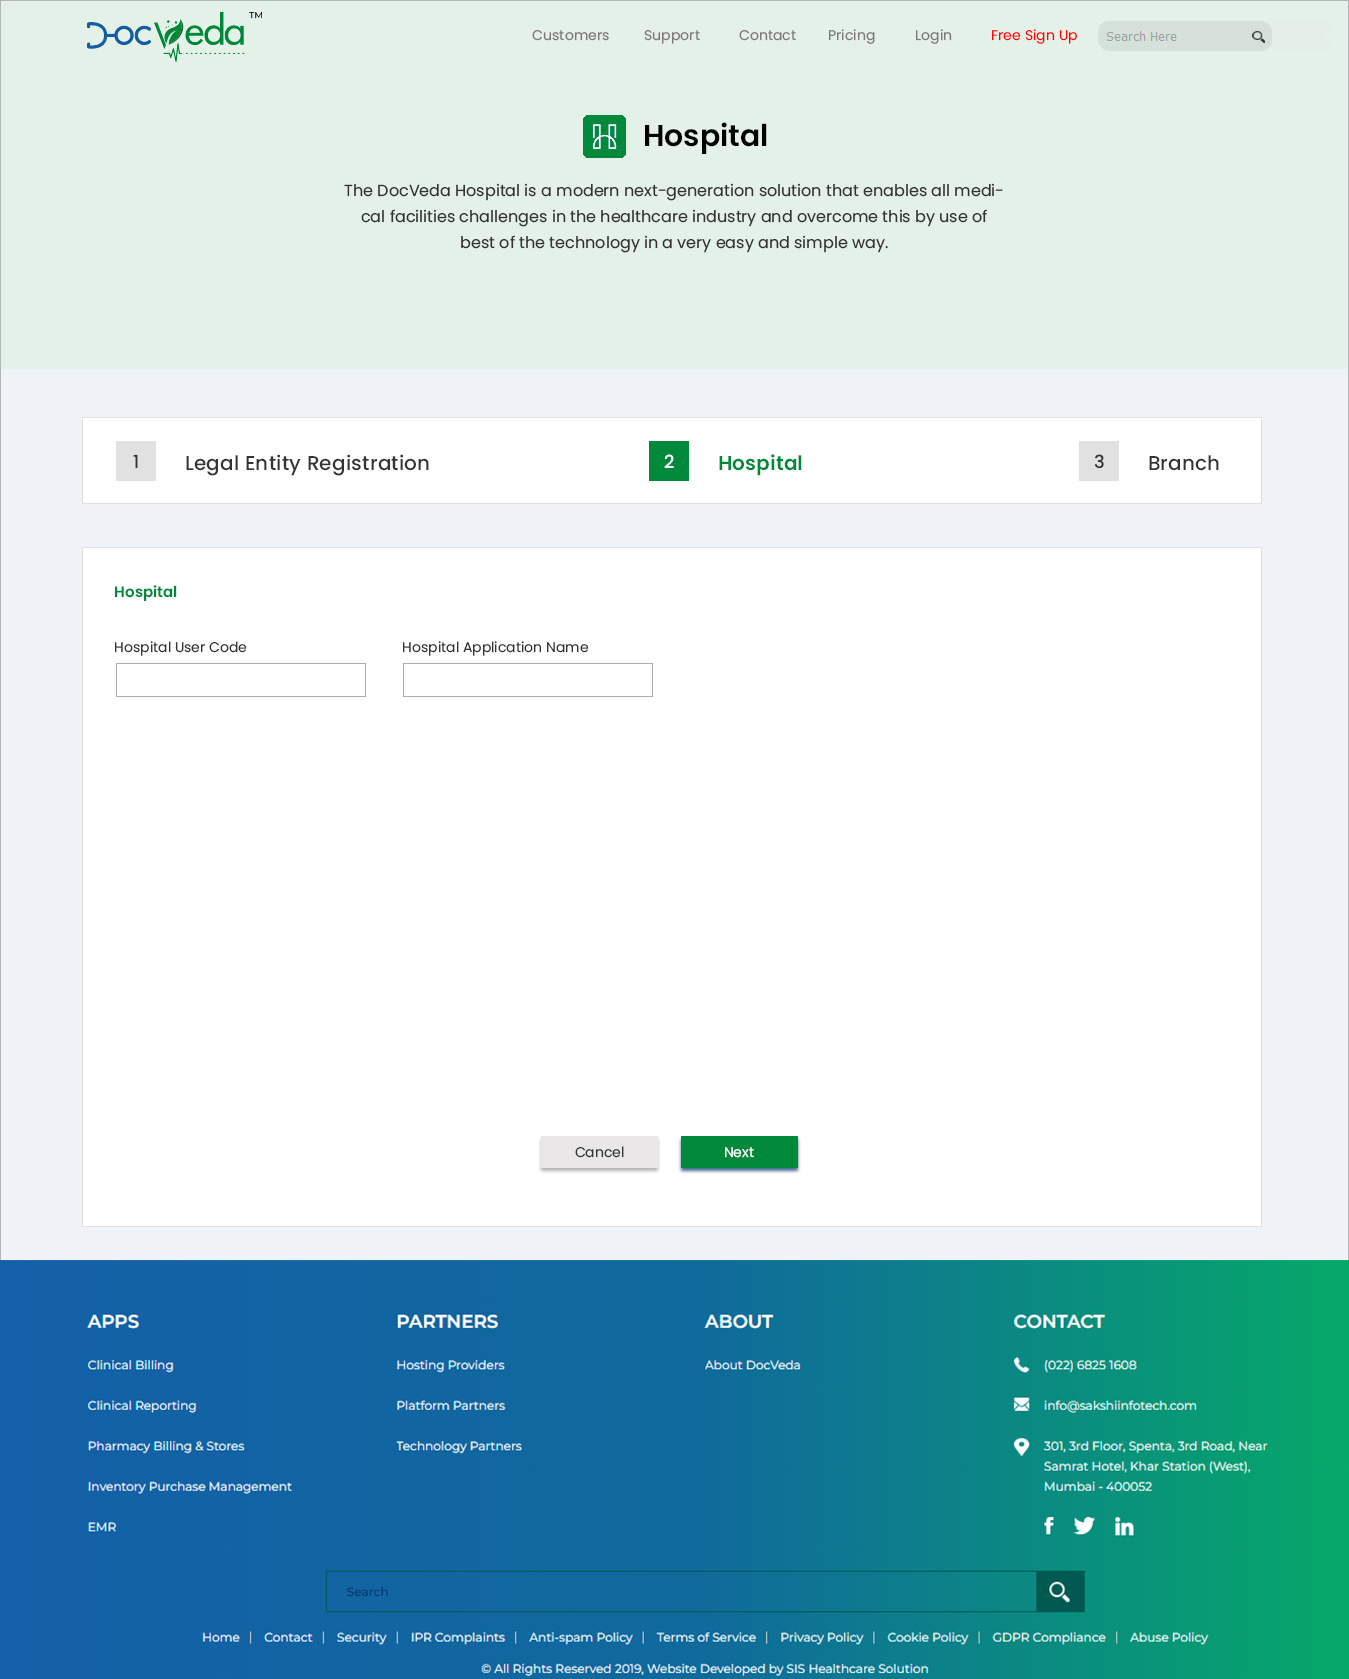 DocVeda™
Customers Support Contact Pricing Login Free Sign Up Search Here
Hospital
The DocVeda Hospital is a modern next-generation solution that enables all medi-
cal facilities challenges in the healthcare industry and overcome this by use of
best of the technology in a very easy and simple way.
1 Legal Entity Registration 2 Hospital 3 Branch
Hospital
Hospital User Code Hospital Application Name
Cancel Next
APPS PARTNERS ABOUT CONTACT
Clinical Billing Hosting Providers About DocVeda (022) 6825 1608
Clinical Reporting Platform Partners info@sakshiinfotech.com
Pharmacy Billing & Stores Technology Partners 301, 3rd Floor, Spenta, 3rd Road, Near
Samrat Hotel, Khar Station (West),
Inventory Purchase Management Mumbai - 400052
EMR
Search
Home | Contact | Security | IPR Complaints | Anti-spam Policy | Terms of Service | Privacy Policy | Cookie Policy | GDPR Compliance | Abuse Policy
© All Rights Reserved 2019, Website Developed by SIS Healthcare Solution